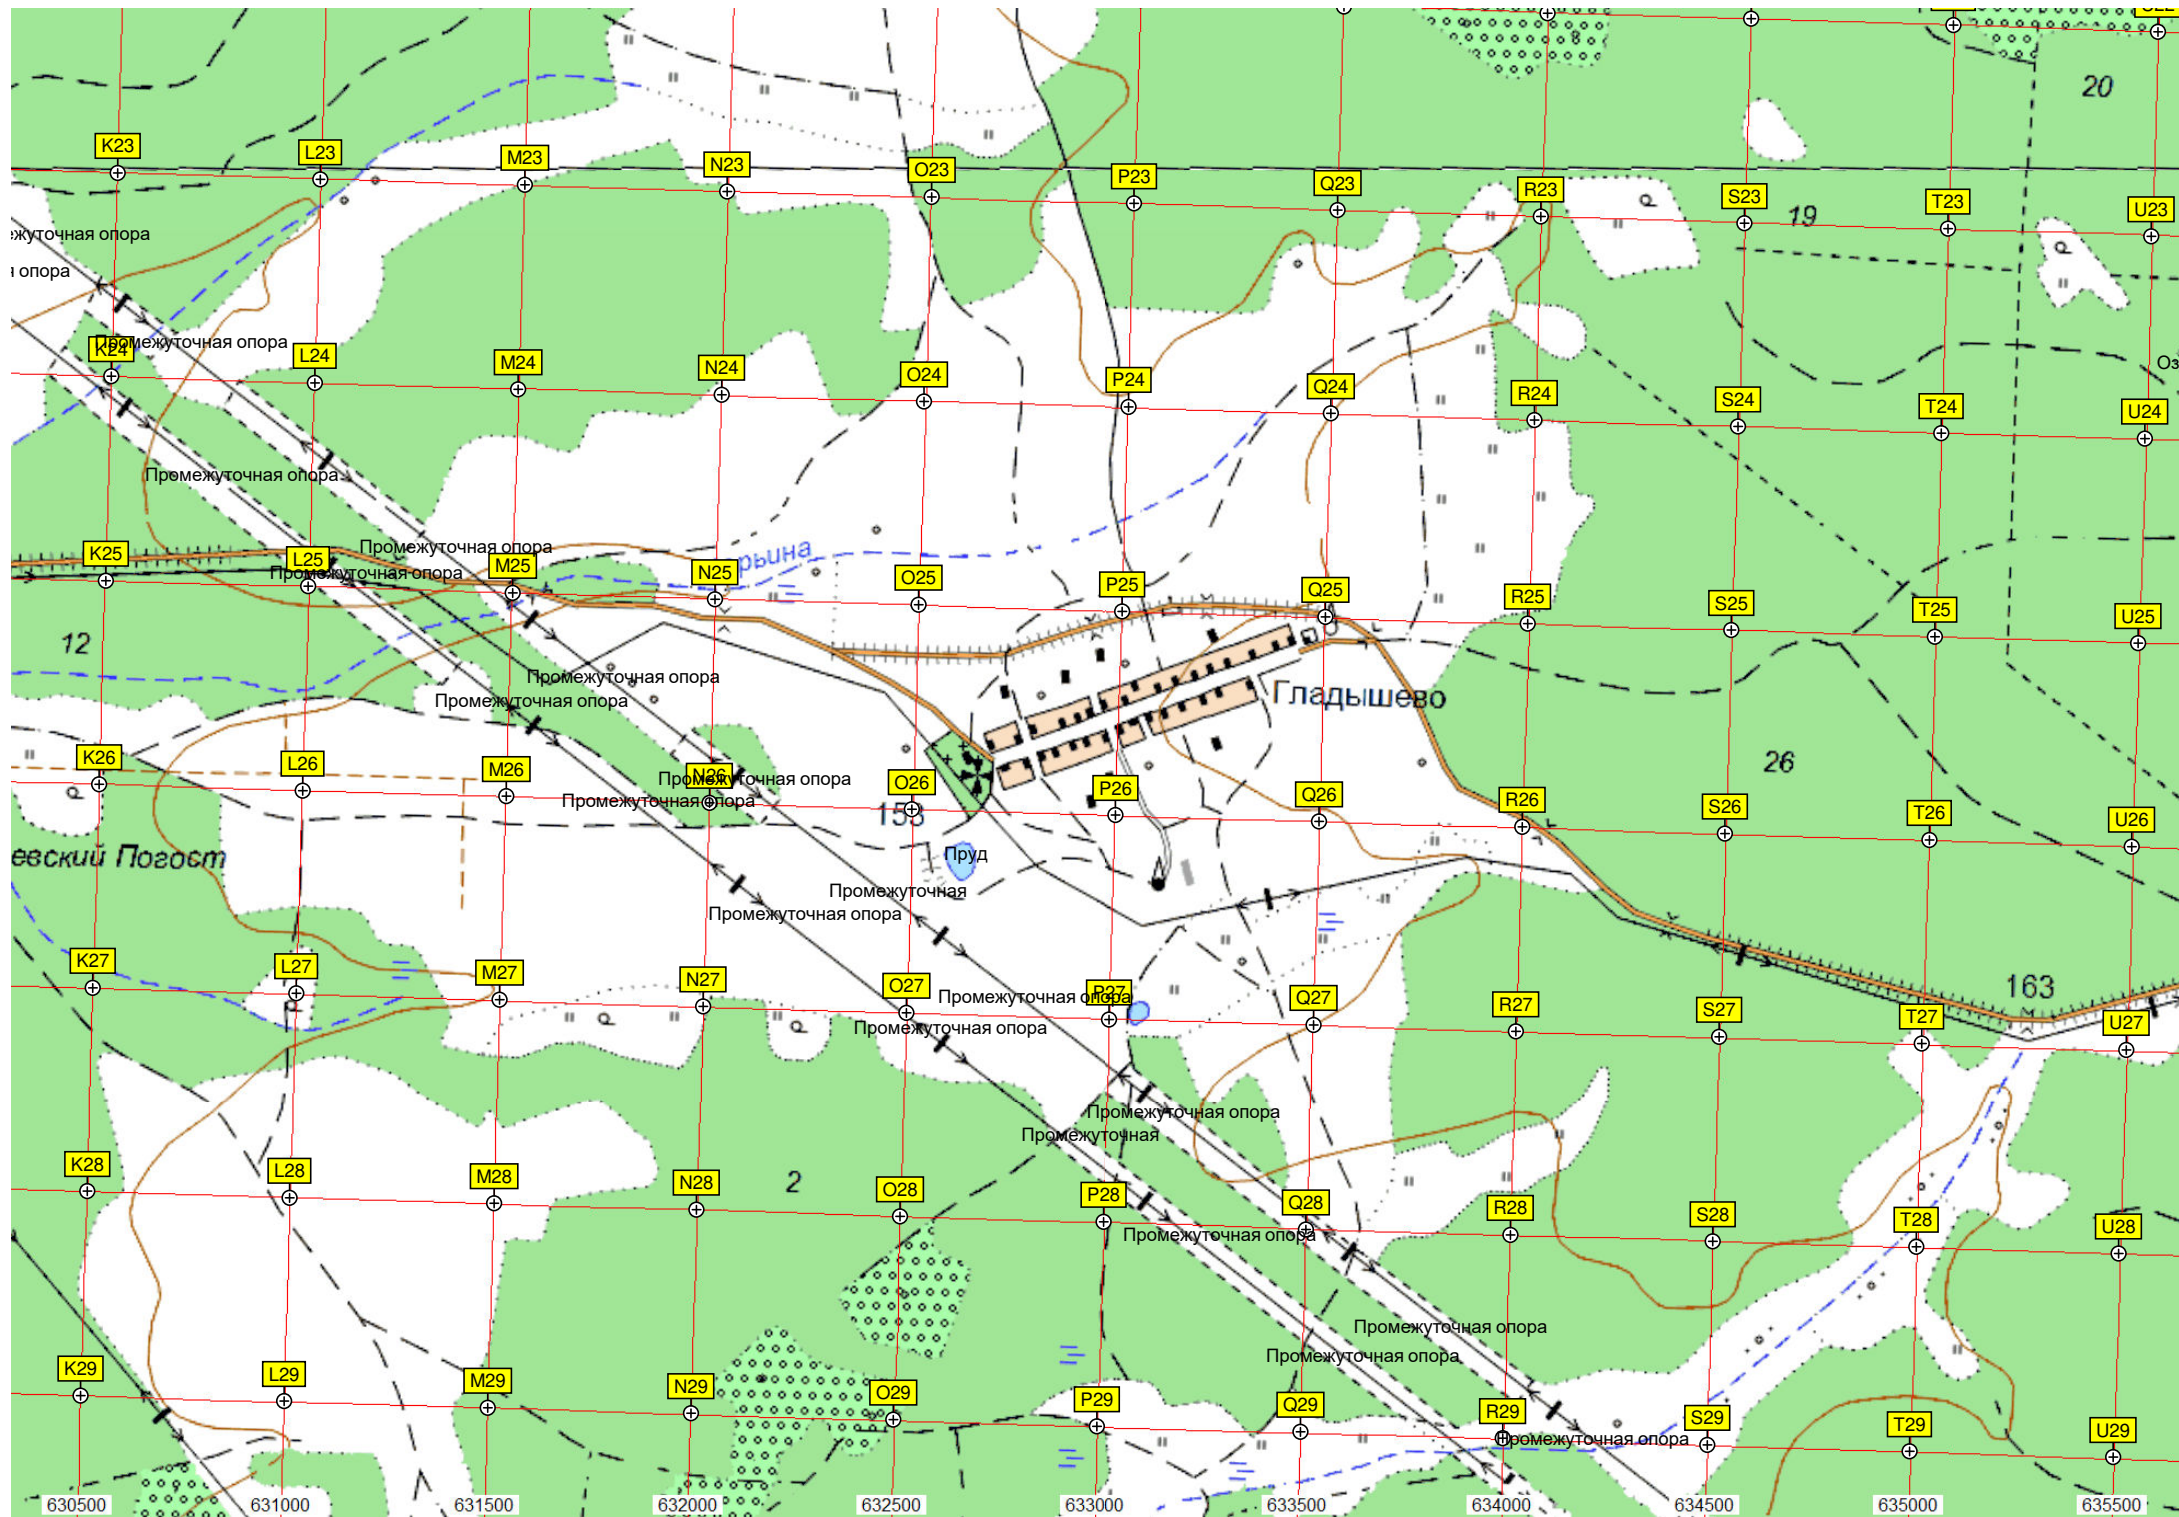 20
K23
L23
M23
N23
O23
P23
Q23
R23
S23
T23
U23
19
опора
Промежуточная опора
K24
L24
M24
N24
O24
P24
Q24
R24
S24
T24
U24
Оз
Промежуточная опора
Промежуточная опора
Промежуточная опора
K25
L25
M25
N25
рьина
O25
P25
Q25
R25
S25
T25
U25
12
Промежуточная опора
Промежуточная опора
Гладышево
26
K26
L26
M26
N26
Промежуточная опора
Промежуточная опора
O26
P26
Q26
R26
S26
T26
U26
евский Погост
Пруд
Промежуточная
Промежуточная опора
K27
L27
M27
N27
O27
P27
Q27
R27
S27
T27
U27
163
Промежуточная опора
Промежуточная опора
Промежуточная опора
Промежуточная
2
K28
L28
M28
N28
O28
P28
Q28
R28
S28
T28
U28
Промежуточная опора
Промежуточная опора
Промежуточная опора
K29
L29
M29
N29
O29
P29
Q29
R29
S29
T29
U29
Промежуточная опора
630500
631000
631500
632000
632500
633000
633500
634000
634500
635000
635500